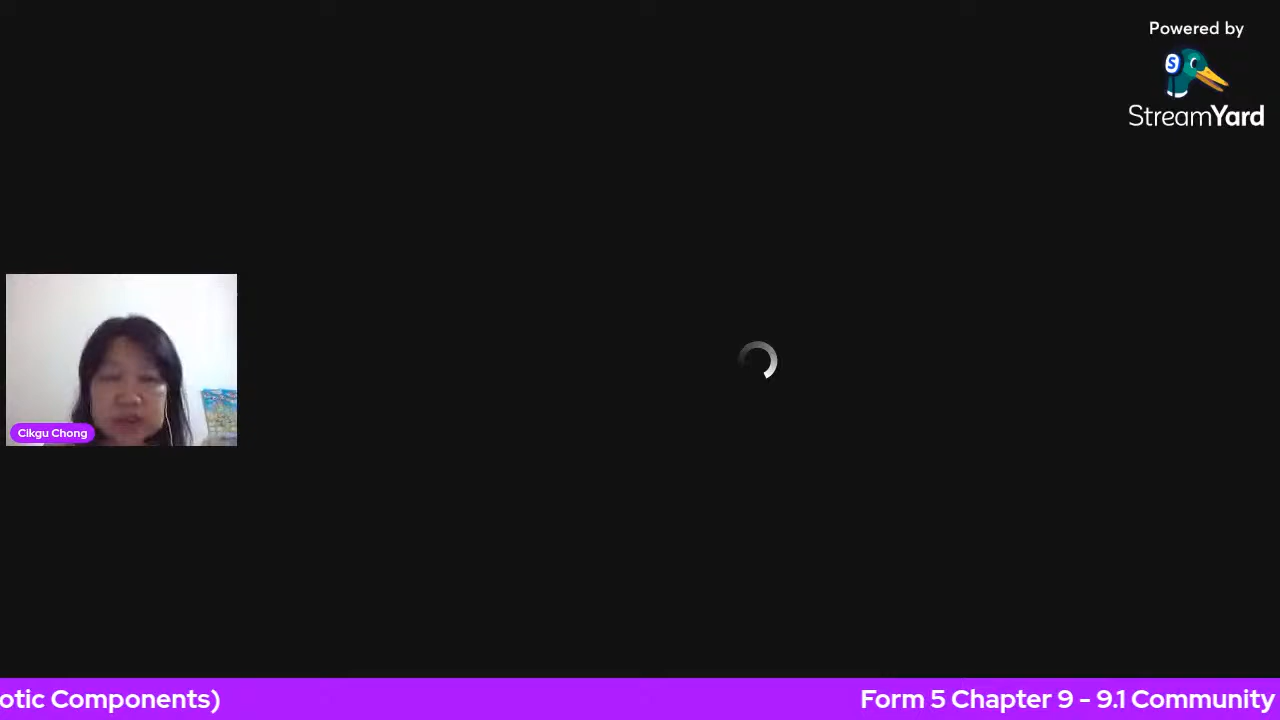 Powered by
S
StreamYard
Cikgu Chong
otic Components)
Form 5 Chapter 9 - 9.1 Community